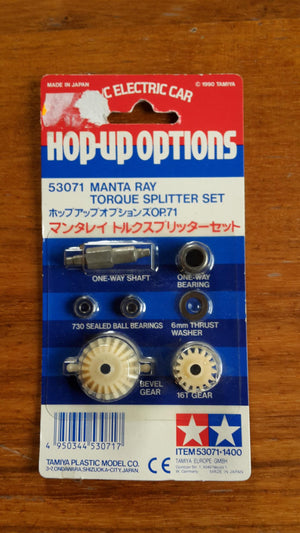 MADE IN JAPAN
© 1990 TAMIYA
/C ELECTRIC CAR
HOP-UP OPTIONS
53071 MANTA RAY
TORQUE SPLITTER SET
ホップアップオプションズOP.71
マンタレイ トルクスプリッターセット
ONE-WAY SHAFT
ONE-WAY
BEARING
730 SEALED BALL BEARINGS
6mm THRUST
WASHER
BEVEL
GEAR
16T GEAR
4 950344 530717
ITEM 53071・1400
TAMIYA PLASTIC MODEL CO.
3-7, ONDAWARA, SHIZUOKA-CITY, JAPAN.
CE
TAMIYA EUROPE GMBH
W. Germany
MADE IN JAPAN